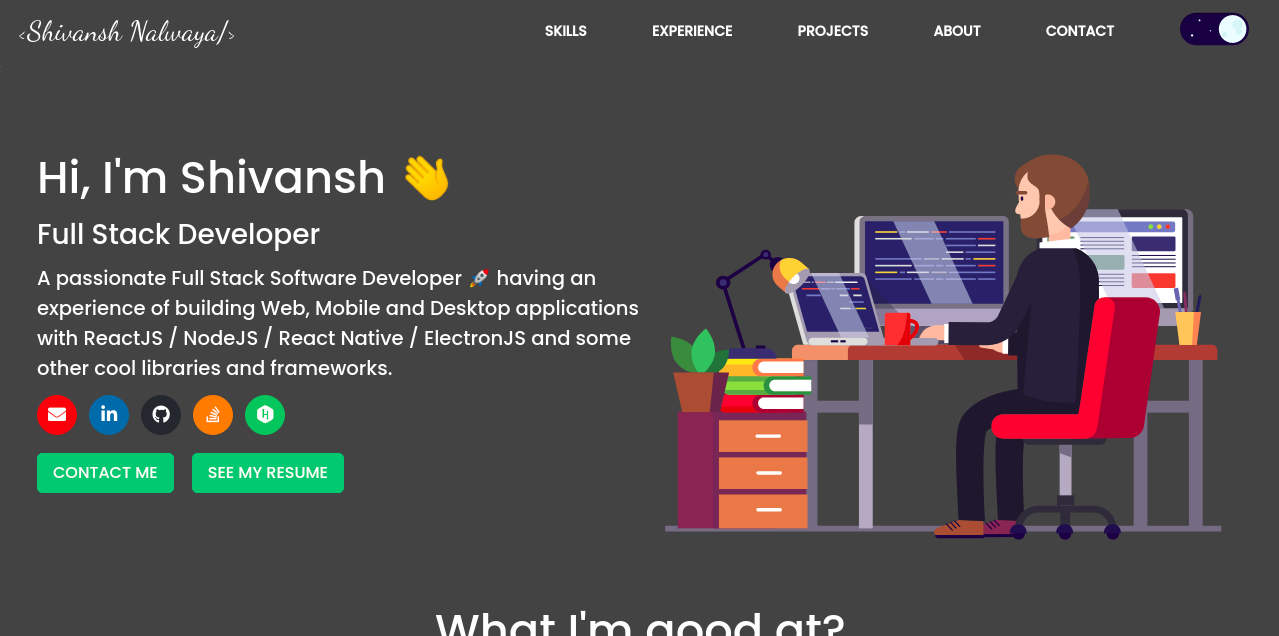 <Shivansh Nalwaya/>
SKILLS
EXPERIENCE
PROJECTS
ABOUT
CONTACT
Hi, I'm Shivansh 👋
Full Stack Developer
A passionate Full Stack Software Developer 🚀 having an
experience of building Web, Mobile and Desktop applications
with ReactJS / NodeJS / React Native / ElectronJS and some
other cool libraries and frameworks.
in
H
CONTACT ME
SEE MY RESUME
What I'm good at?